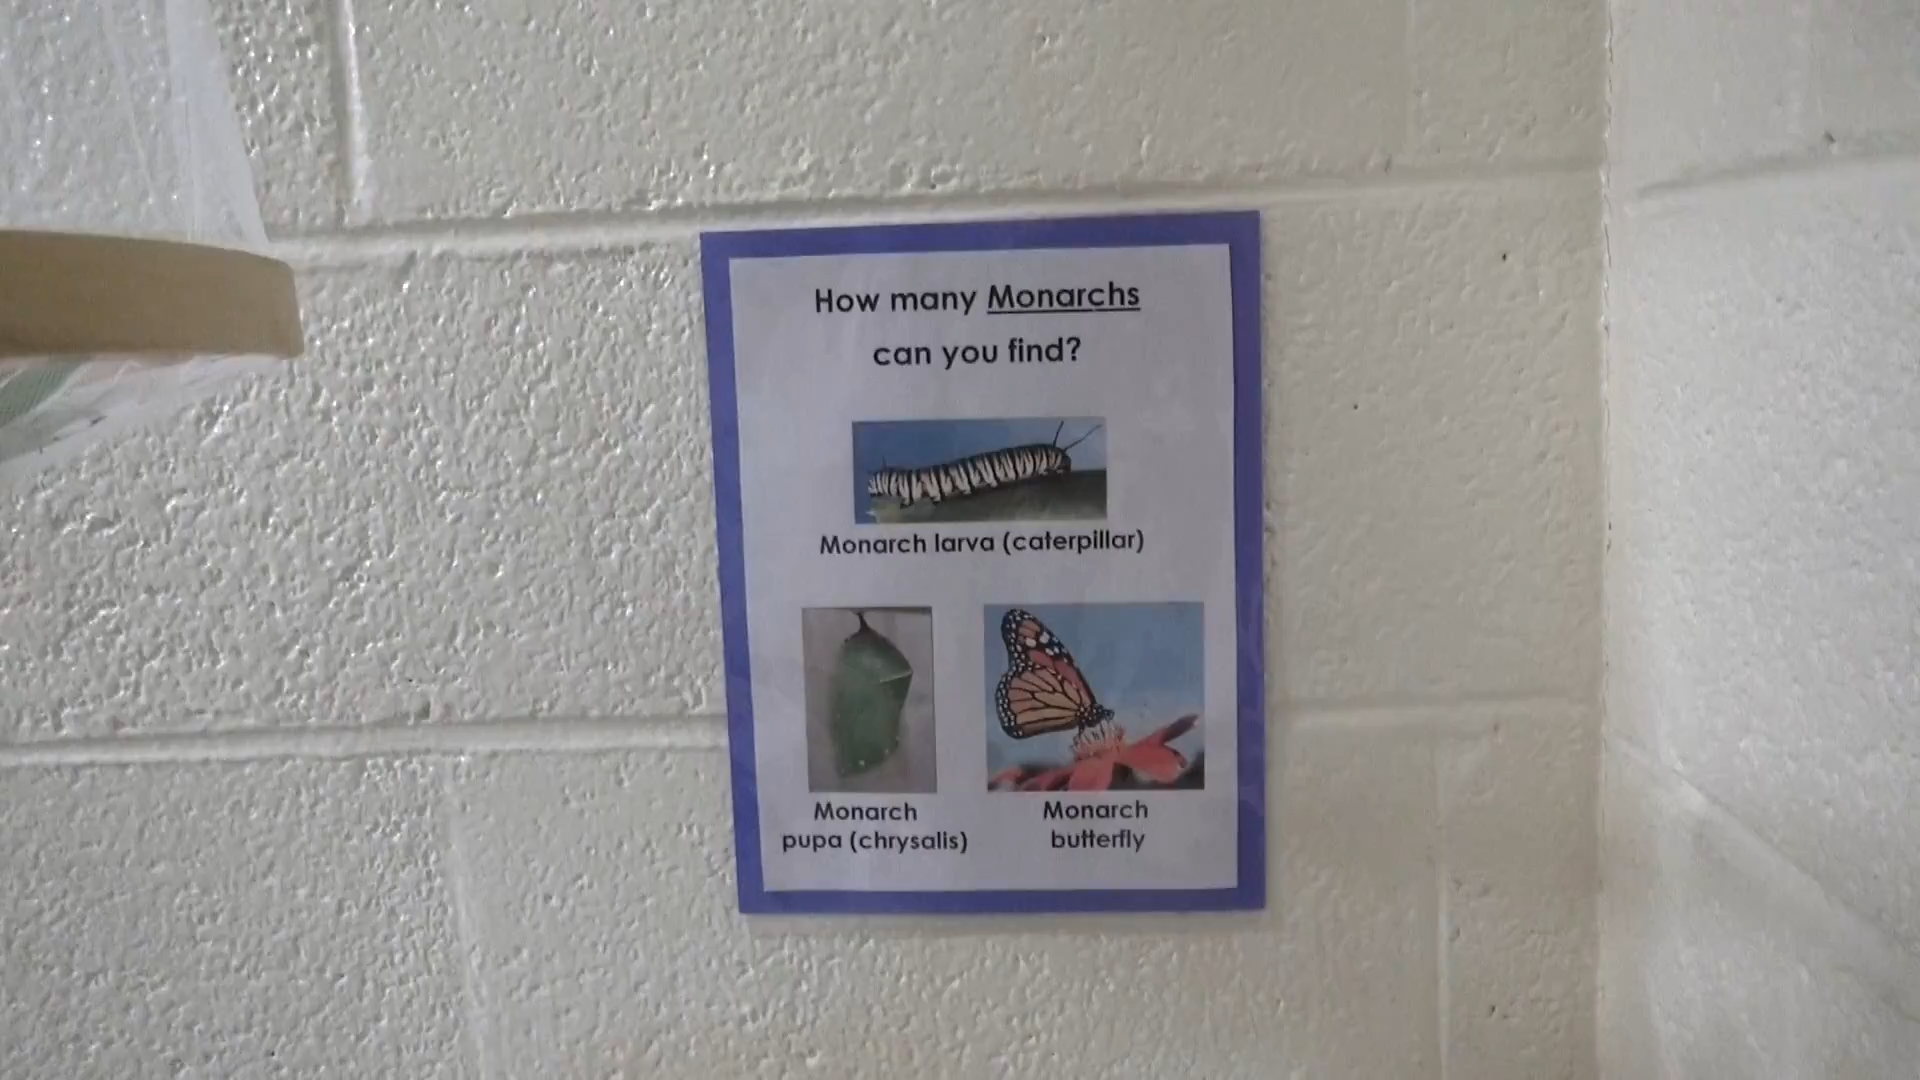 How many Monarchs
can you find?
Monarch larva (caterpillar)
Monarch
pupa (chrysalis)
Monarch
butterfly